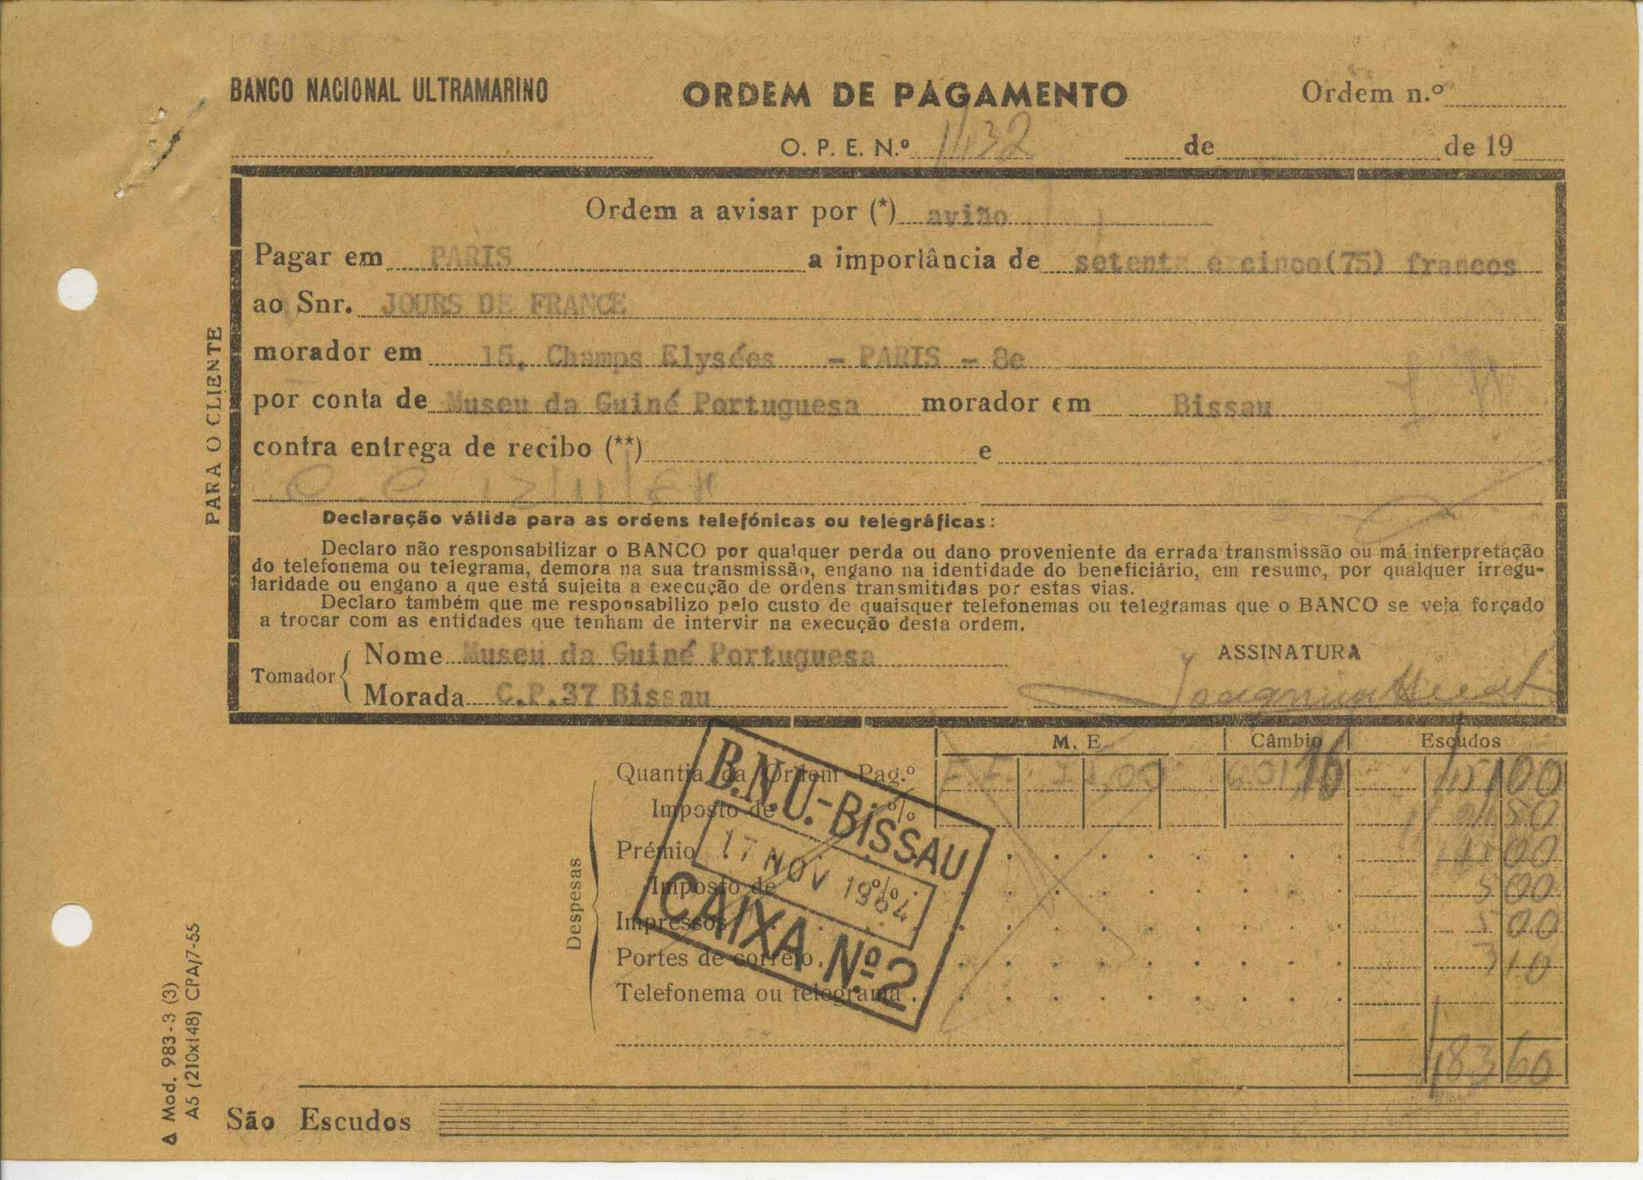 BANCO NACIONAL ULTRAMARINO
ORDEM DE PAGAMENTO
Ordem n.º
O. P. E. N.º 1132
de de 19
Ordem a avisar por (*) avião
Pagar em PARIS a importância de setenta e cinco(75) francos
ao Snr. JOURS DE FRANCE
morador em 15, Champs Elysées - PARIS - 8e
por conta de Museu da Guiné Portuguesa morador em Bissau
contra entrega de recibo (**) e
Declaração válida para as ordens telefónicas ou telegráficas:
Declaro não responsabilizar o BANCO por qualquer perda ou dano proveniente da errada transmissão ou má interpretação
do telefonema ou telegrama, demora na sua transmissão, engano na identidade do beneficiário, em resumo, por qualquer irregu-
laridade ou engano a que está sujeita a execução de ordens transmitidas por estas vias.
Declaro também que me responsabilizo pelo custo de quaisquer telefonemas ou telegramas que o BANCO se veja forçado
a trocar com as entidades que tenham de intervir na execução desta ordem.
Tomador
Nome Museu da Guiné Portuguesa
Morada C.P.37 Bissau
ASSINATURA
PARA O CLIENTE
M. E. Câmbio Escudos
Quantia da Ordem Pag.º
Imposto de %
Prémio 00
Imposto de % 5 00
Impressos 5 00
Portes de correio 3 10
Telefonema ou telegrama
Despesas
B.N.U.-BISSAU
17 NOV 1964
CAIXA Nº 2
São Escudos
Δ Mod. 983-3 (3)
A5 (210x148) CPA/7-55